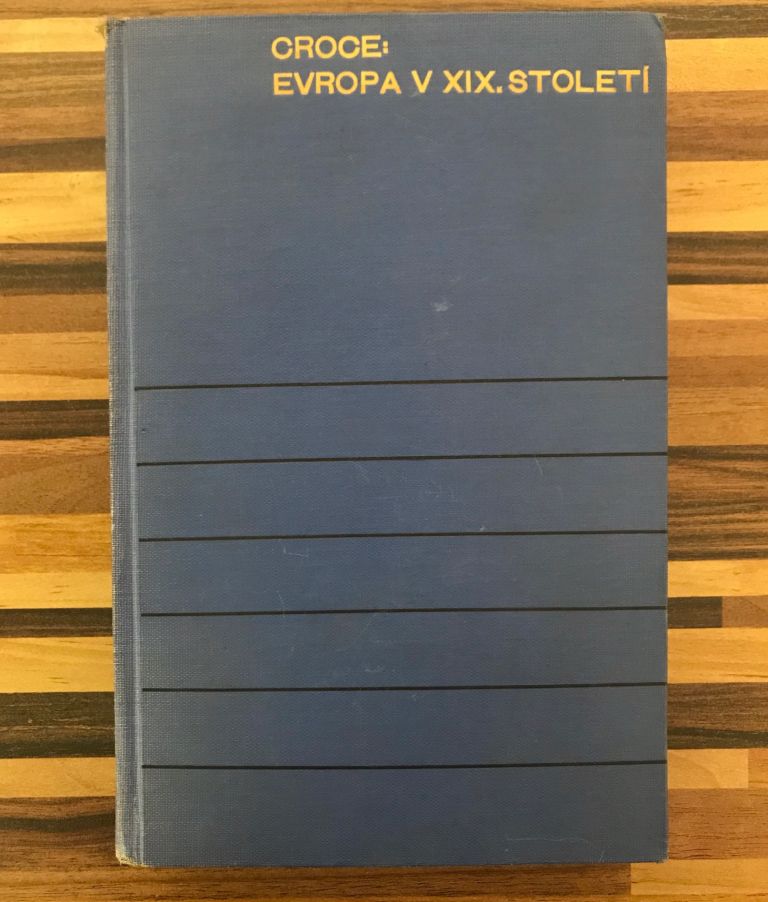 CROCE:
EVROPA V XIX. STOLETÍ